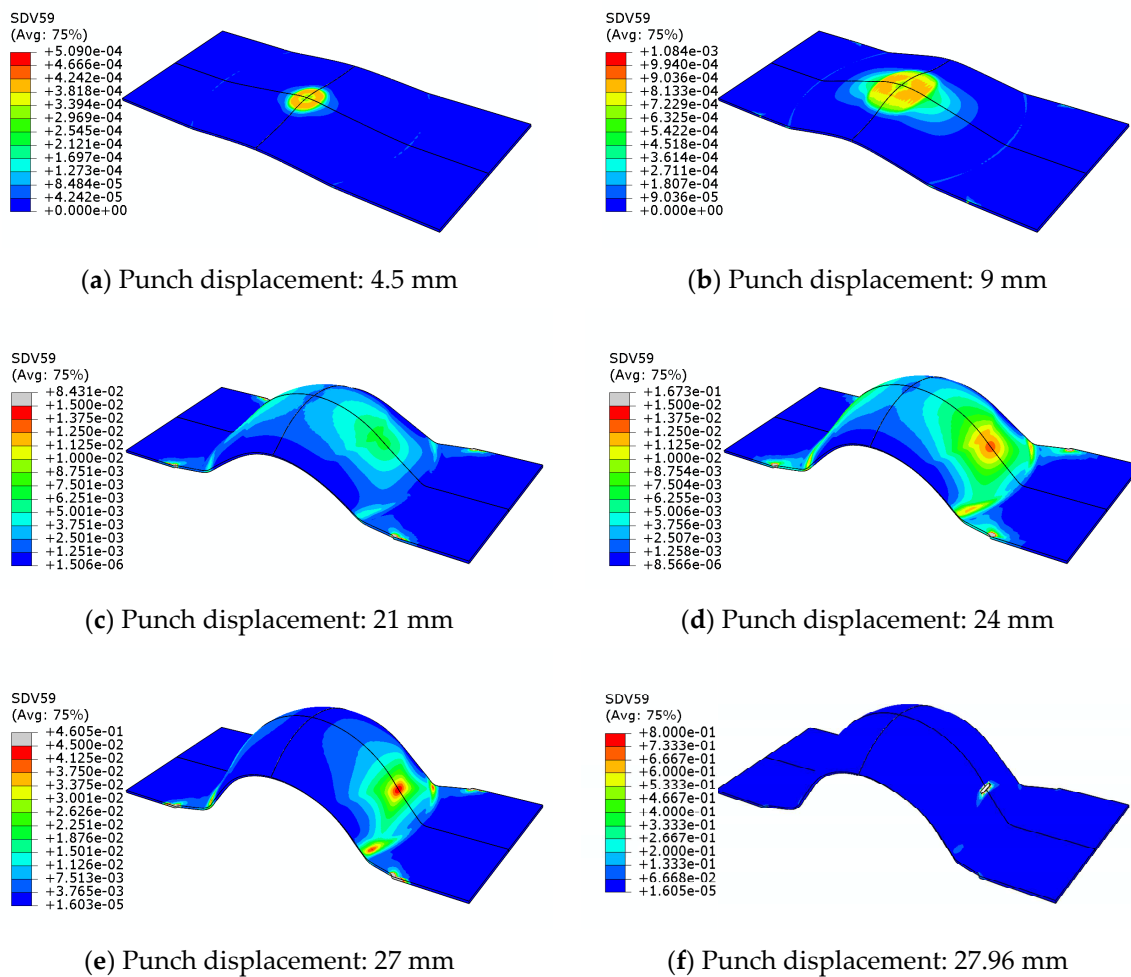 SDV59
(Avg: 75%)
+5.090e-04
+4.666e-04
+4.242e-04
+3.818e-04
+3.394e-04
+2.969e-04
+2.545e-04
+2.121e-04
+1.697e-04
+1.273e-04
+8.484e-05
+4.242e-05
+0.000e+00
(a) Punch displacement: 4.5 mm
SDV59
(Avg: 75%)
+1.084e-03
+9.940e-04
+9.036e-04
+8.133e-04
+7.229e-04
+6.325e-04
+5.422e-04
+4.518e-04
+3.614e-04
+2.711e-04
+1.807e-04
+9.036e-05
+0.000e+00
(b) Punch displacement: 9 mm
SDV59
(Avg: 75%)
+8.431e-02
+1.500e-02
+1.375e-02
+1.250e-02
+1.125e-02
+1.000e-02
+8.751e-03
+7.501e-03
+6.251e-03
+5.001e-03
+3.751e-03
+2.501e-03
+1.251e-03
+1.506e-06
(c) Punch displacement: 21 mm
SDV59
(Avg: 75%)
+1.673e-01
+1.500e-02
+1.375e-02
+1.250e-02
+1.125e-02
+1.000e-02
+8.754e-03
+7.504e-03
+6.255e-03
+5.006e-03
+3.756e-03
+2.507e-03
+1.258e-03
+8.566e-06
(d) Punch displacement: 24 mm
SDV59
(Avg: 75%)
+4.605e-01
+4.500e-02
+4.125e-02
+3.750e-02
+3.375e-02
+3.001e-02
+2.626e-02
+2.251e-02
+1.876e-02
+1.501e-02
+1.126e-02
+7.513e-03
+3.765e-03
+1.603e-05
(e) Punch displacement: 27 mm
SDV59
(Avg: 75%)
+8.000e-01
+7.333e-01
+6.667e-01
+6.000e-01
+5.333e-01
+4.667e-01
+4.000e-01
+3.333e-01
+2.667e-01
+2.000e-01
+1.333e-01
+6.668e-02
+1.605e-05
(f) Punch displacement: 27.96 mm